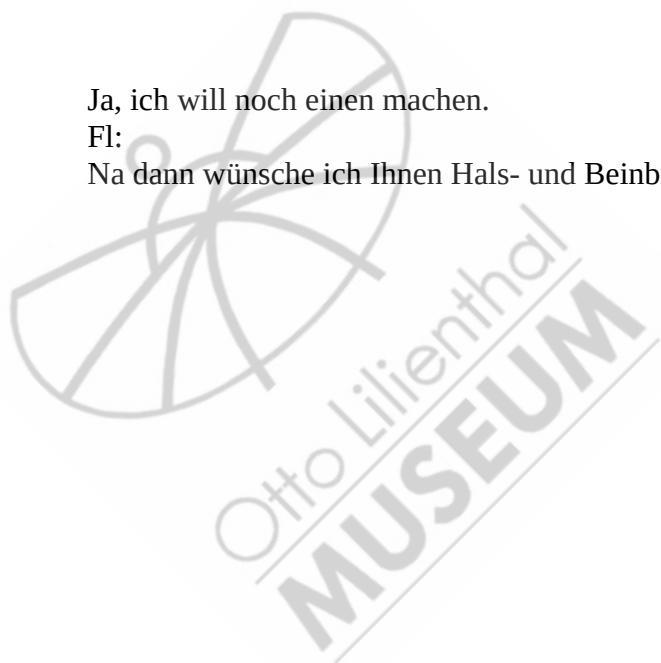 Ja, ich will noch einen machen.
Fl:
Na dann wünsche ich Ihnen Hals- und Beinb
Otto Lilienthal
MUSEUM